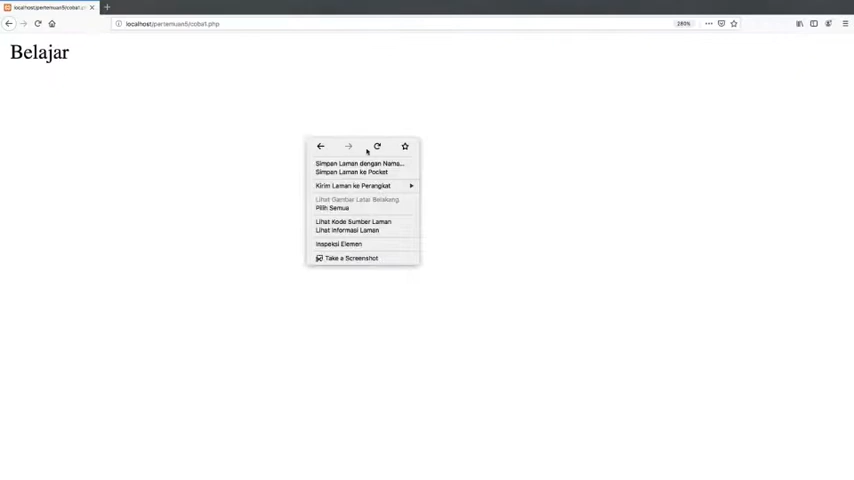 localhost/pertemuan5/coba1.ph
localhost/pertemuan5/coba1.php
280%
Belajar
Simpan Laman dengan Nama...
Simpan Laman ke Pocket
Kirim Laman ke Perangkat
Lihat Gambar Latar Belakang
Pilih Semua
Lihat Kode Sumber Laman
Lihat Informasi Laman
Inspeksi Elemen
Take a Screenshot